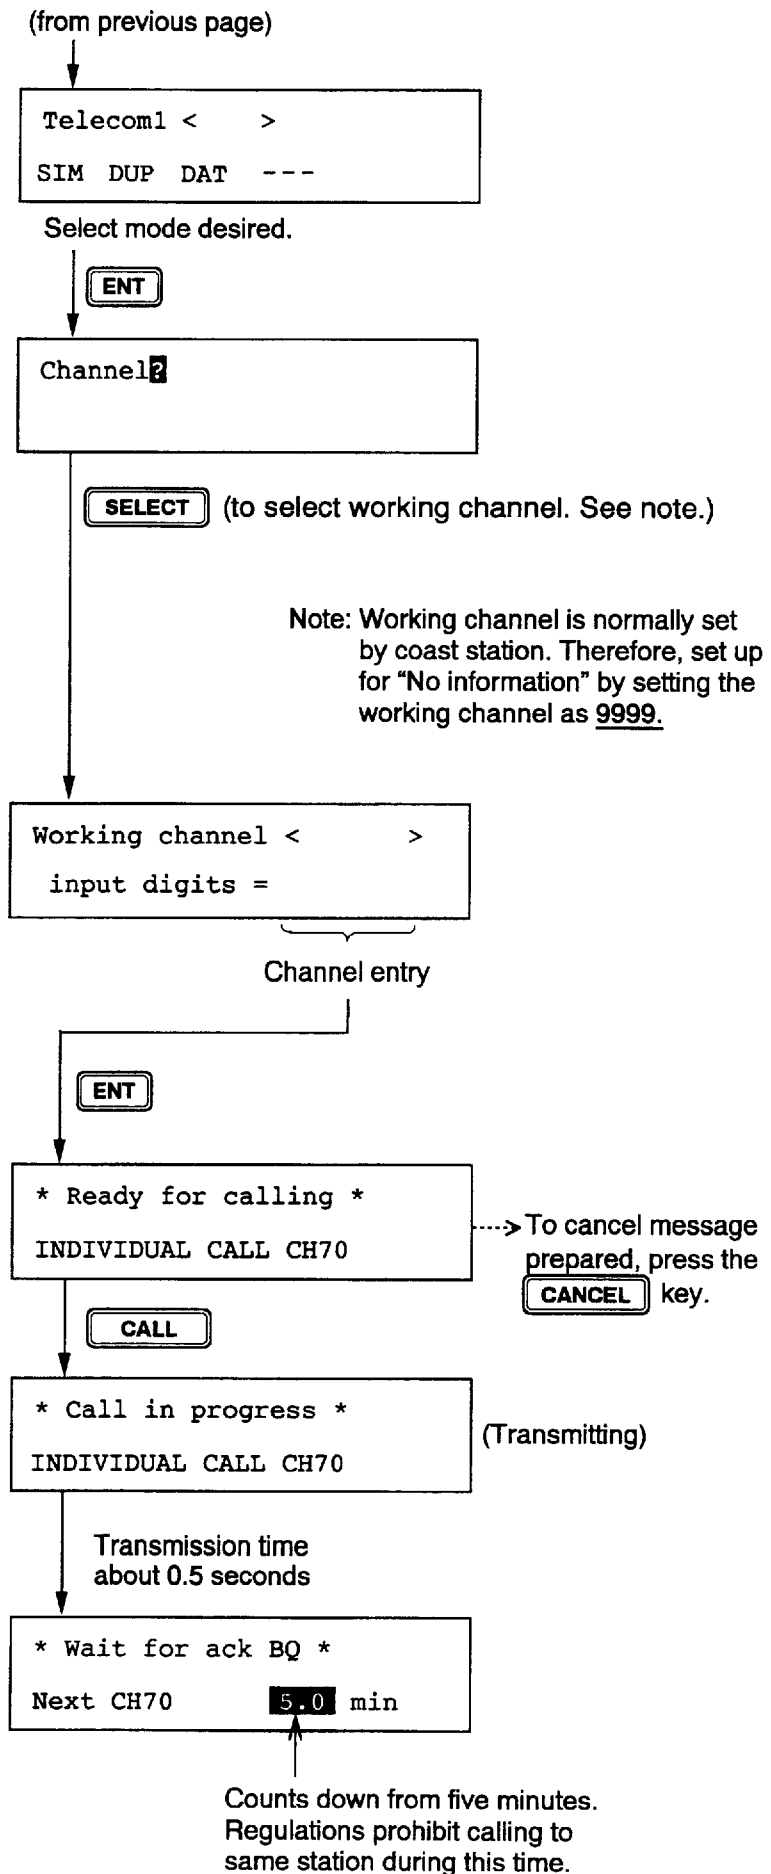 (from previous page)
Telecom1 <    >
SIM DUP DAT ---
Select mode desired.
ENT
Channel?
SELECT (to select working channel. See note.)
Note: Working channel is normally set
by coast station. Therefore, set up
for “No information” by setting the
working channel as 9999.
Working channel <       >
input digits =
Channel entry
ENT
* Ready for calling *
INDIVIDUAL CALL CH70
To cancel message
prepared, press the
CANCEL key.
CALL
* Call in progress *
INDIVIDUAL CALL CH70
(Transmitting)
Transmission time
about 0.5 seconds
* Wait for ack BQ *
Next CH70 5.0 min
Counts down from five minutes.
Regulations prohibit calling to
same station during this time.